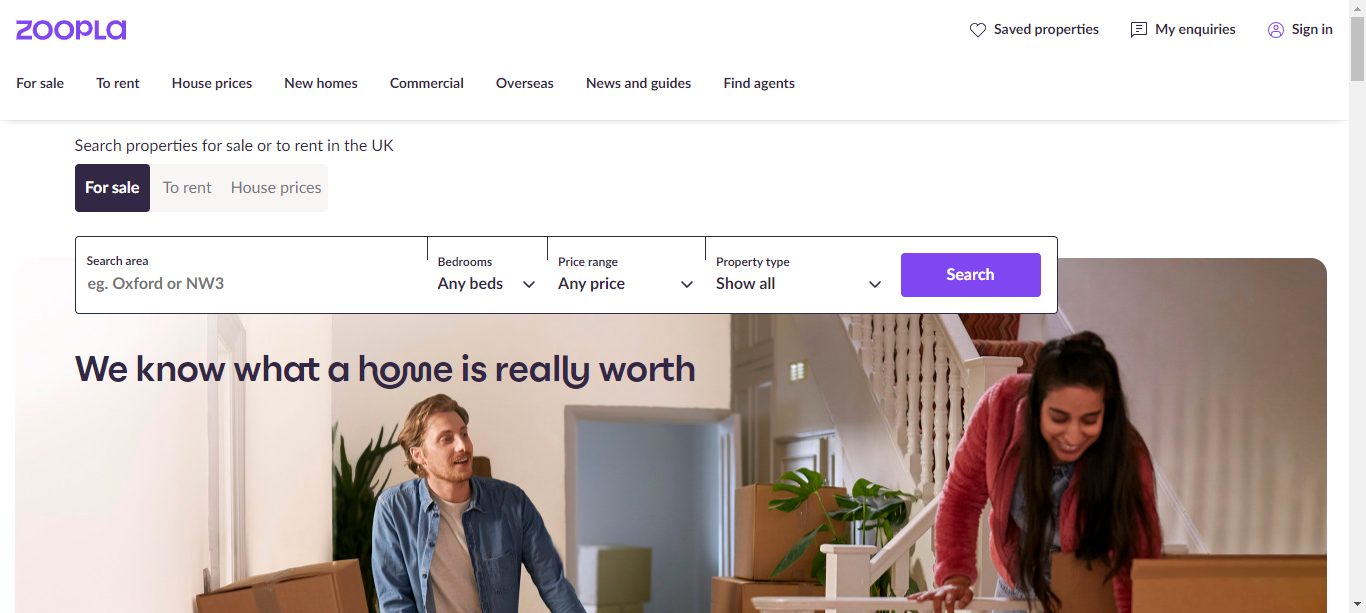 ZOOPLA
Saved properties
My enquiries
Sign in
For sale
To rent
House prices
New homes
Commercial
Overseas
News and guides
Find agents
Search properties for sale or to rent in the UK
For sale
To rent
House prices
Search area
eg. Oxford or NW3
Bedrooms
Any beds
Price range
Any price
Property type
Show all
Search
We know what a home is really worth